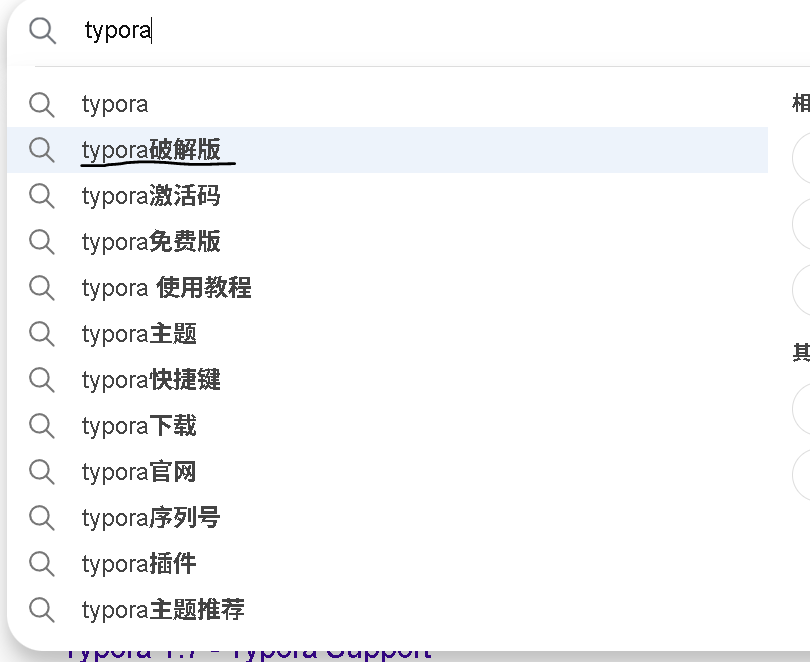 typora
typora
typora破解版
typora激活码
typora免费版
typora 使用教程
typora主题
typora快捷键
typora下载
typora官网
typora序列号
typora插件
typora主题推荐
相
其
Typora 1.7 - Typora Support